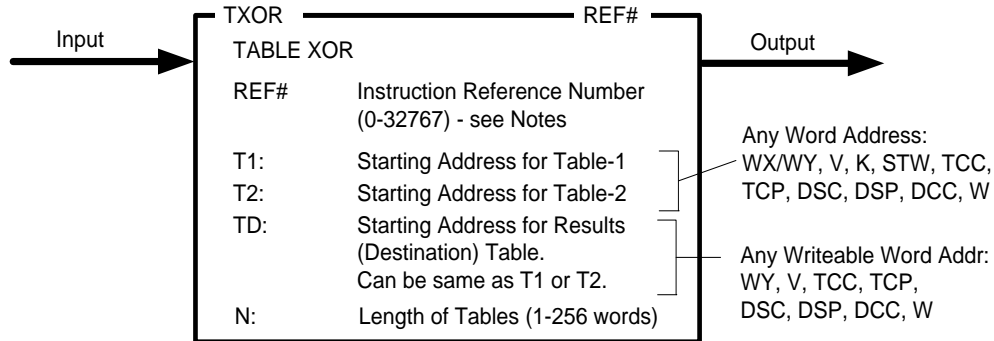 TXOR REF#
Input
TABLE XOR
Output
REF# Instruction Reference Number
(0-32767) - see Notes
T1: Starting Address for Table-1
T2: Starting Address for Table-2
Any Word Address:
WX/WY, V, K, STW, TCC,
TCP, DSC, DSP, DCC, W
TD: Starting Address for Results
(Destination) Table.
Can be same as T1 or T2.
Any Writeable Word Addr:
WY, V, TCC, TCP,
DSC, DSP, DCC, W
N: Length of Tables (1-256 words)